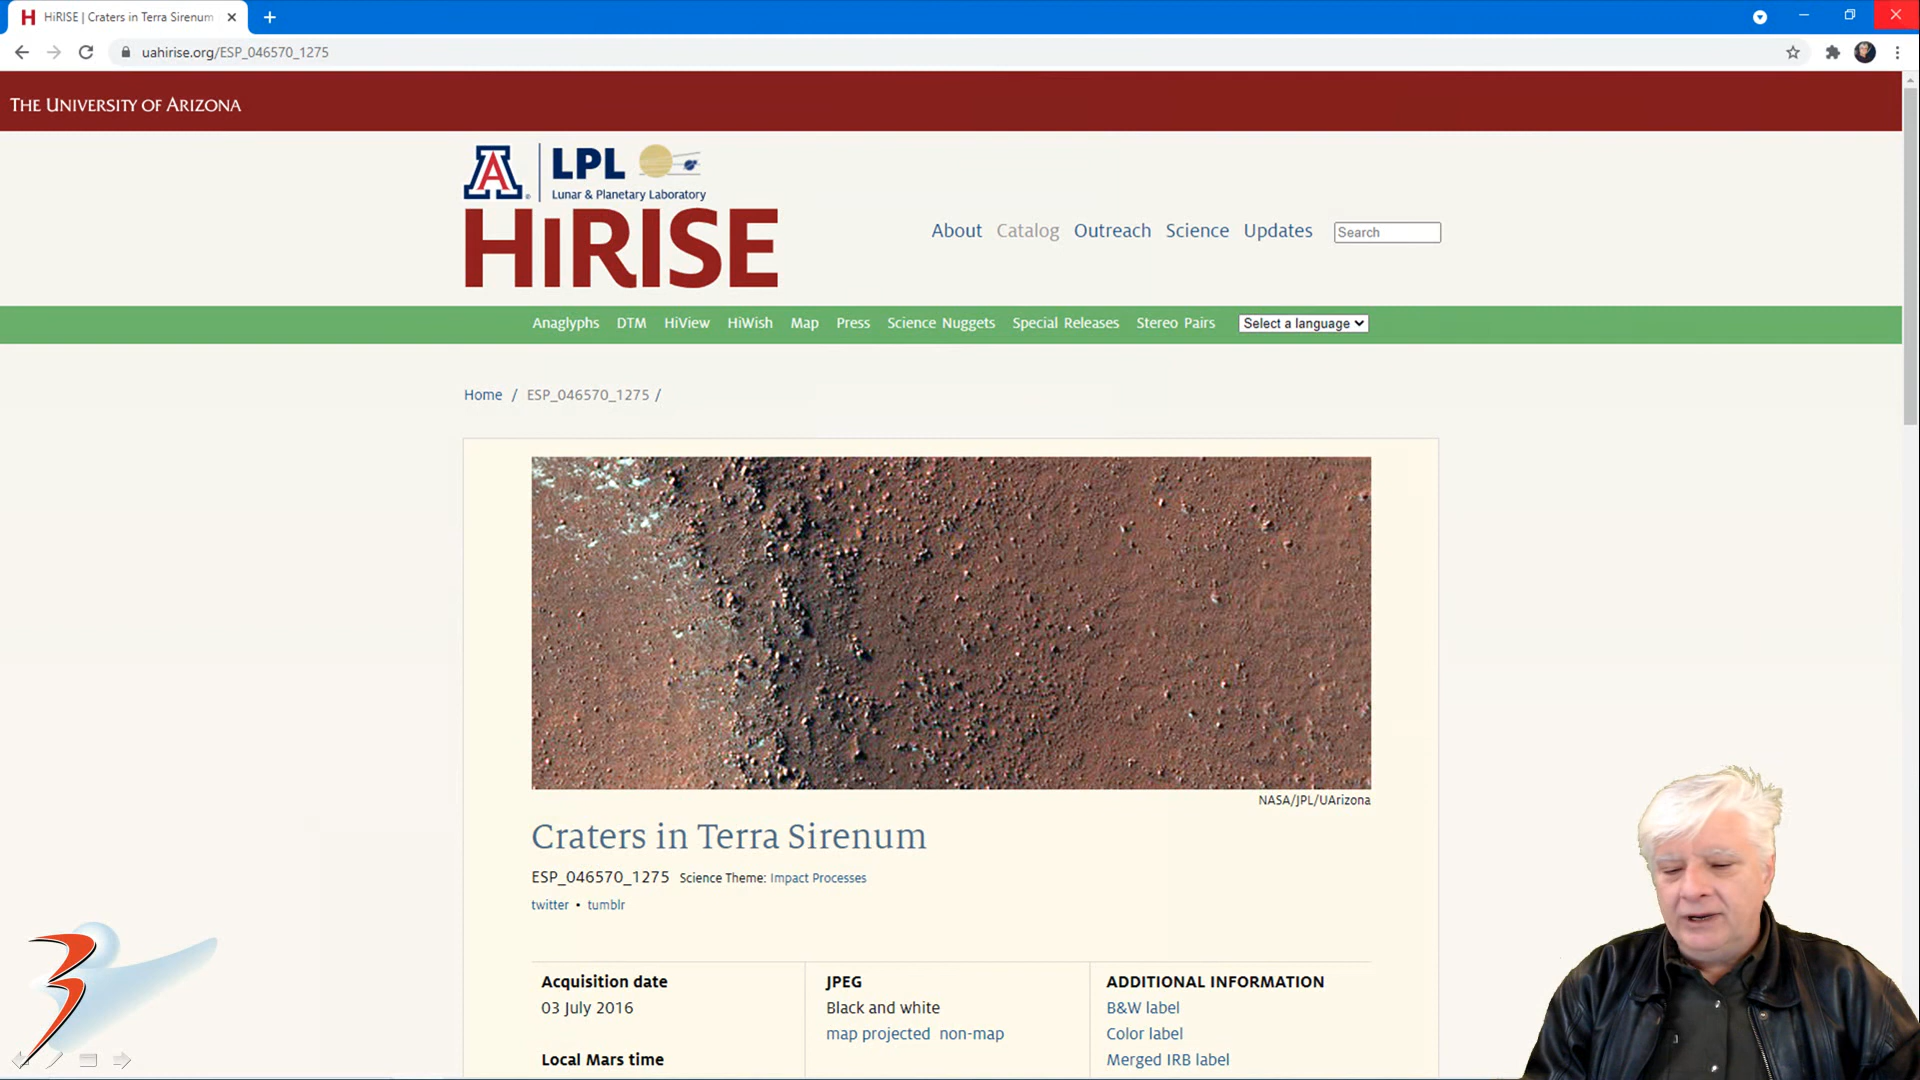 HiRISE | Craters in Terra Sirenum
uahirise.org/ESP_046570_1275
THE UNIVERSITY OF ARIZONA
A LPL
Lunar & Planetary Laboratory
HiRISE
About Catalog Outreach Science Updates Search
Anaglyphs DTM HiView HiWish Map Press Science Nuggets Special Releases Stereo Pairs Select a language
Home / ESP_046570_1275 /
NASA/JPL/UArizona
Craters in Terra Sirenum
ESP_046570_1275 Science Theme: Impact Processes
twitter • tumblr
Acquisition date
03 July 2016
Local Mars time
JPEG
Black and white
map projected non-map
ADDITIONAL INFORMATION
B&W label
Color label
Merged IRB label